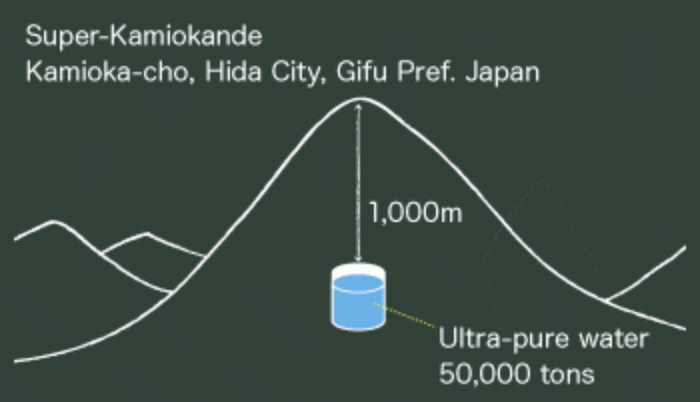 Super-Kamiokande
Kamioka-cho, Hida City, Gifu Pref. Japan
1,000m
Ultra-pure water
50,000 tons